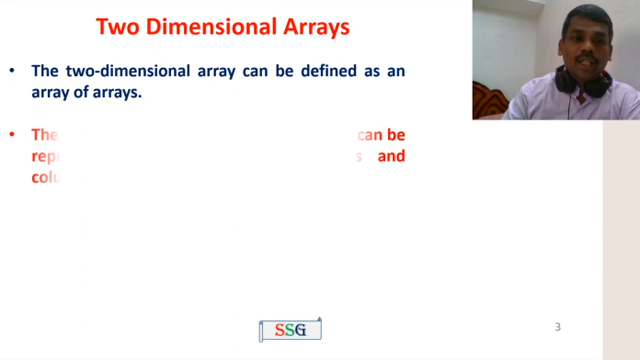 Two Dimensional Arrays
• The two-dimensional array can be defined as an
array of arrays.
• The can be
and
SSG
3